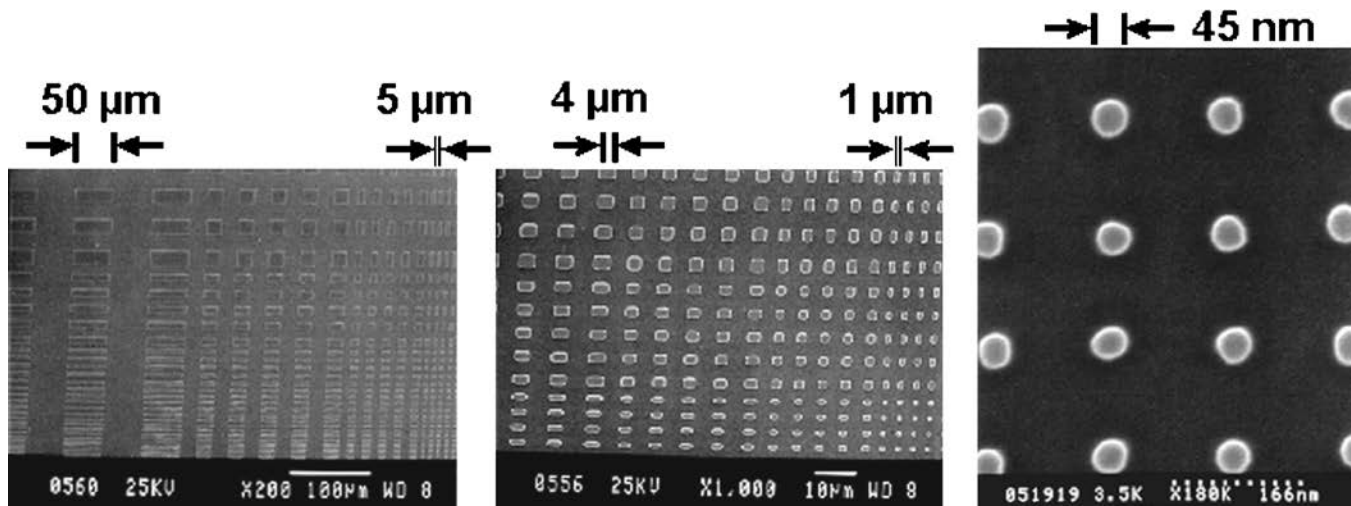 45 nm
50 µm
5 µm
4 µm
1 µm
0560 25KV X200 100µm WD 8
0556 25KV X1,000 10µm WD 8
051919 3.5K X180K 166nm